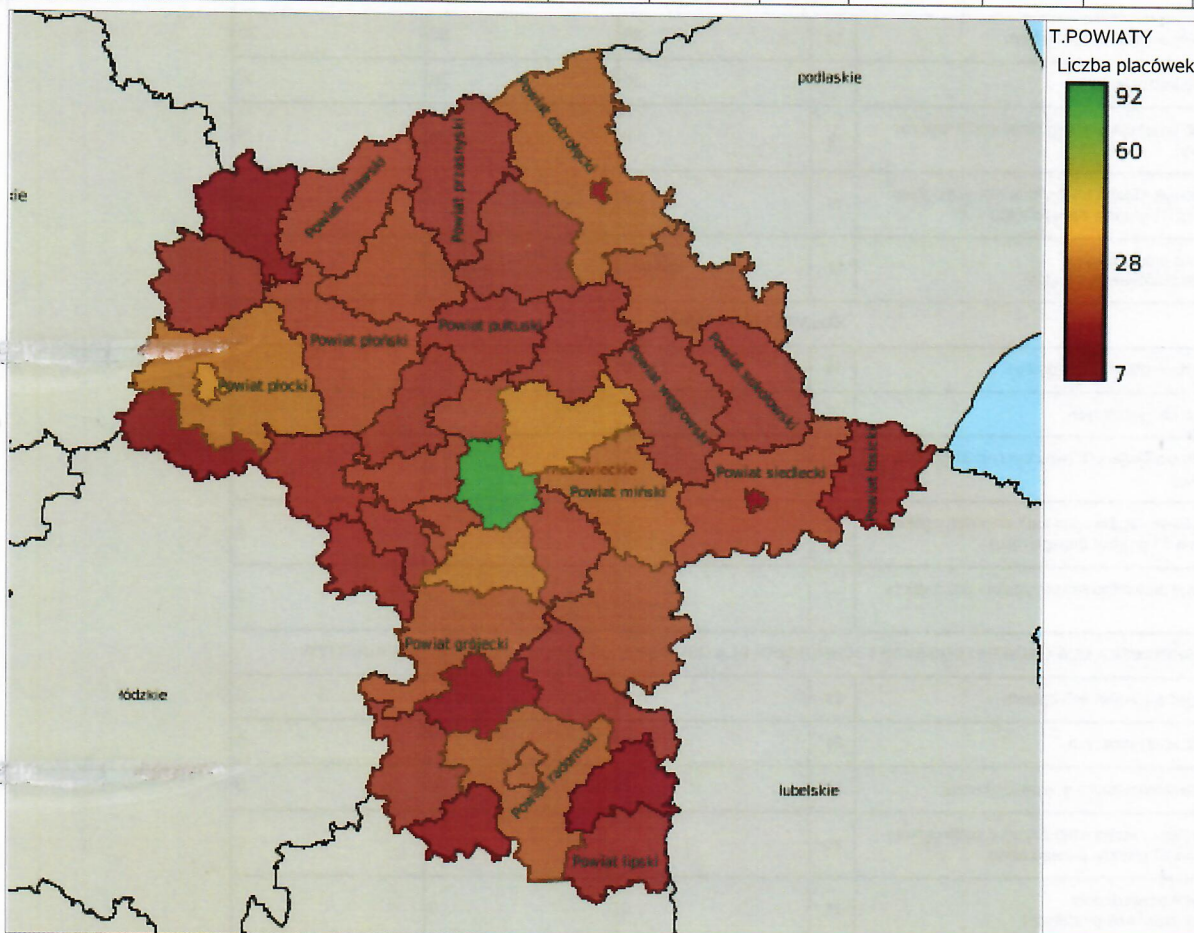 T.POWIATY
Liczba placówek
92
60
28
7
podlaskie
Powiat ostrołęcki
Powiat przasnyski
Powiat mławski
Powiat pułtuski
Powiat płoński
Powiat płocki
Powiat węgrowski
Powiat sokołowski
mazowieckie
Powiat siedlecki
Powiat łosicki
Powiat miński
Powiat grójecki
łódzkie
Powiat radomski
lubelskie
Powiat lipski